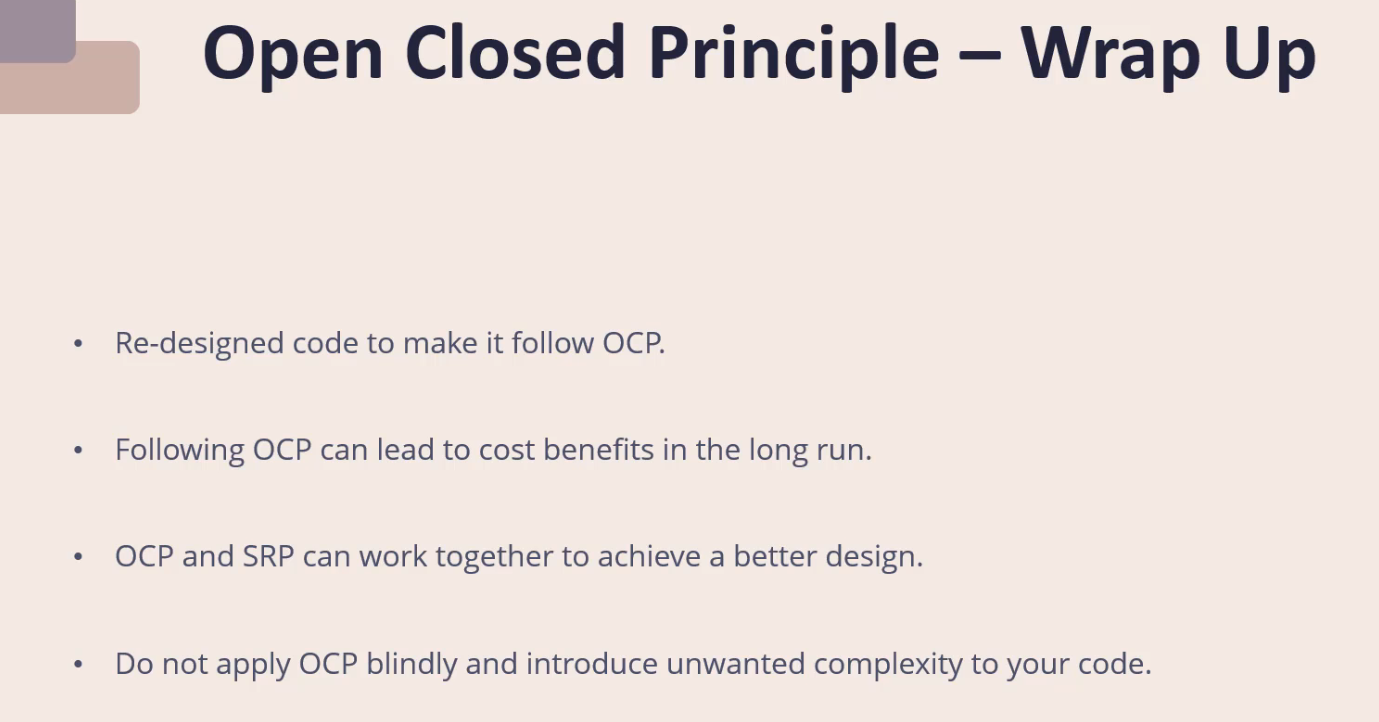 Open Closed Principle – Wrap Up
• Re-designed code to make it follow OCP.
• Following OCP can lead to cost benefits in the long run.
• OCP and SRP can work together to achieve a better design.
• Do not apply OCP blindly and introduce unwanted complexity to your code.